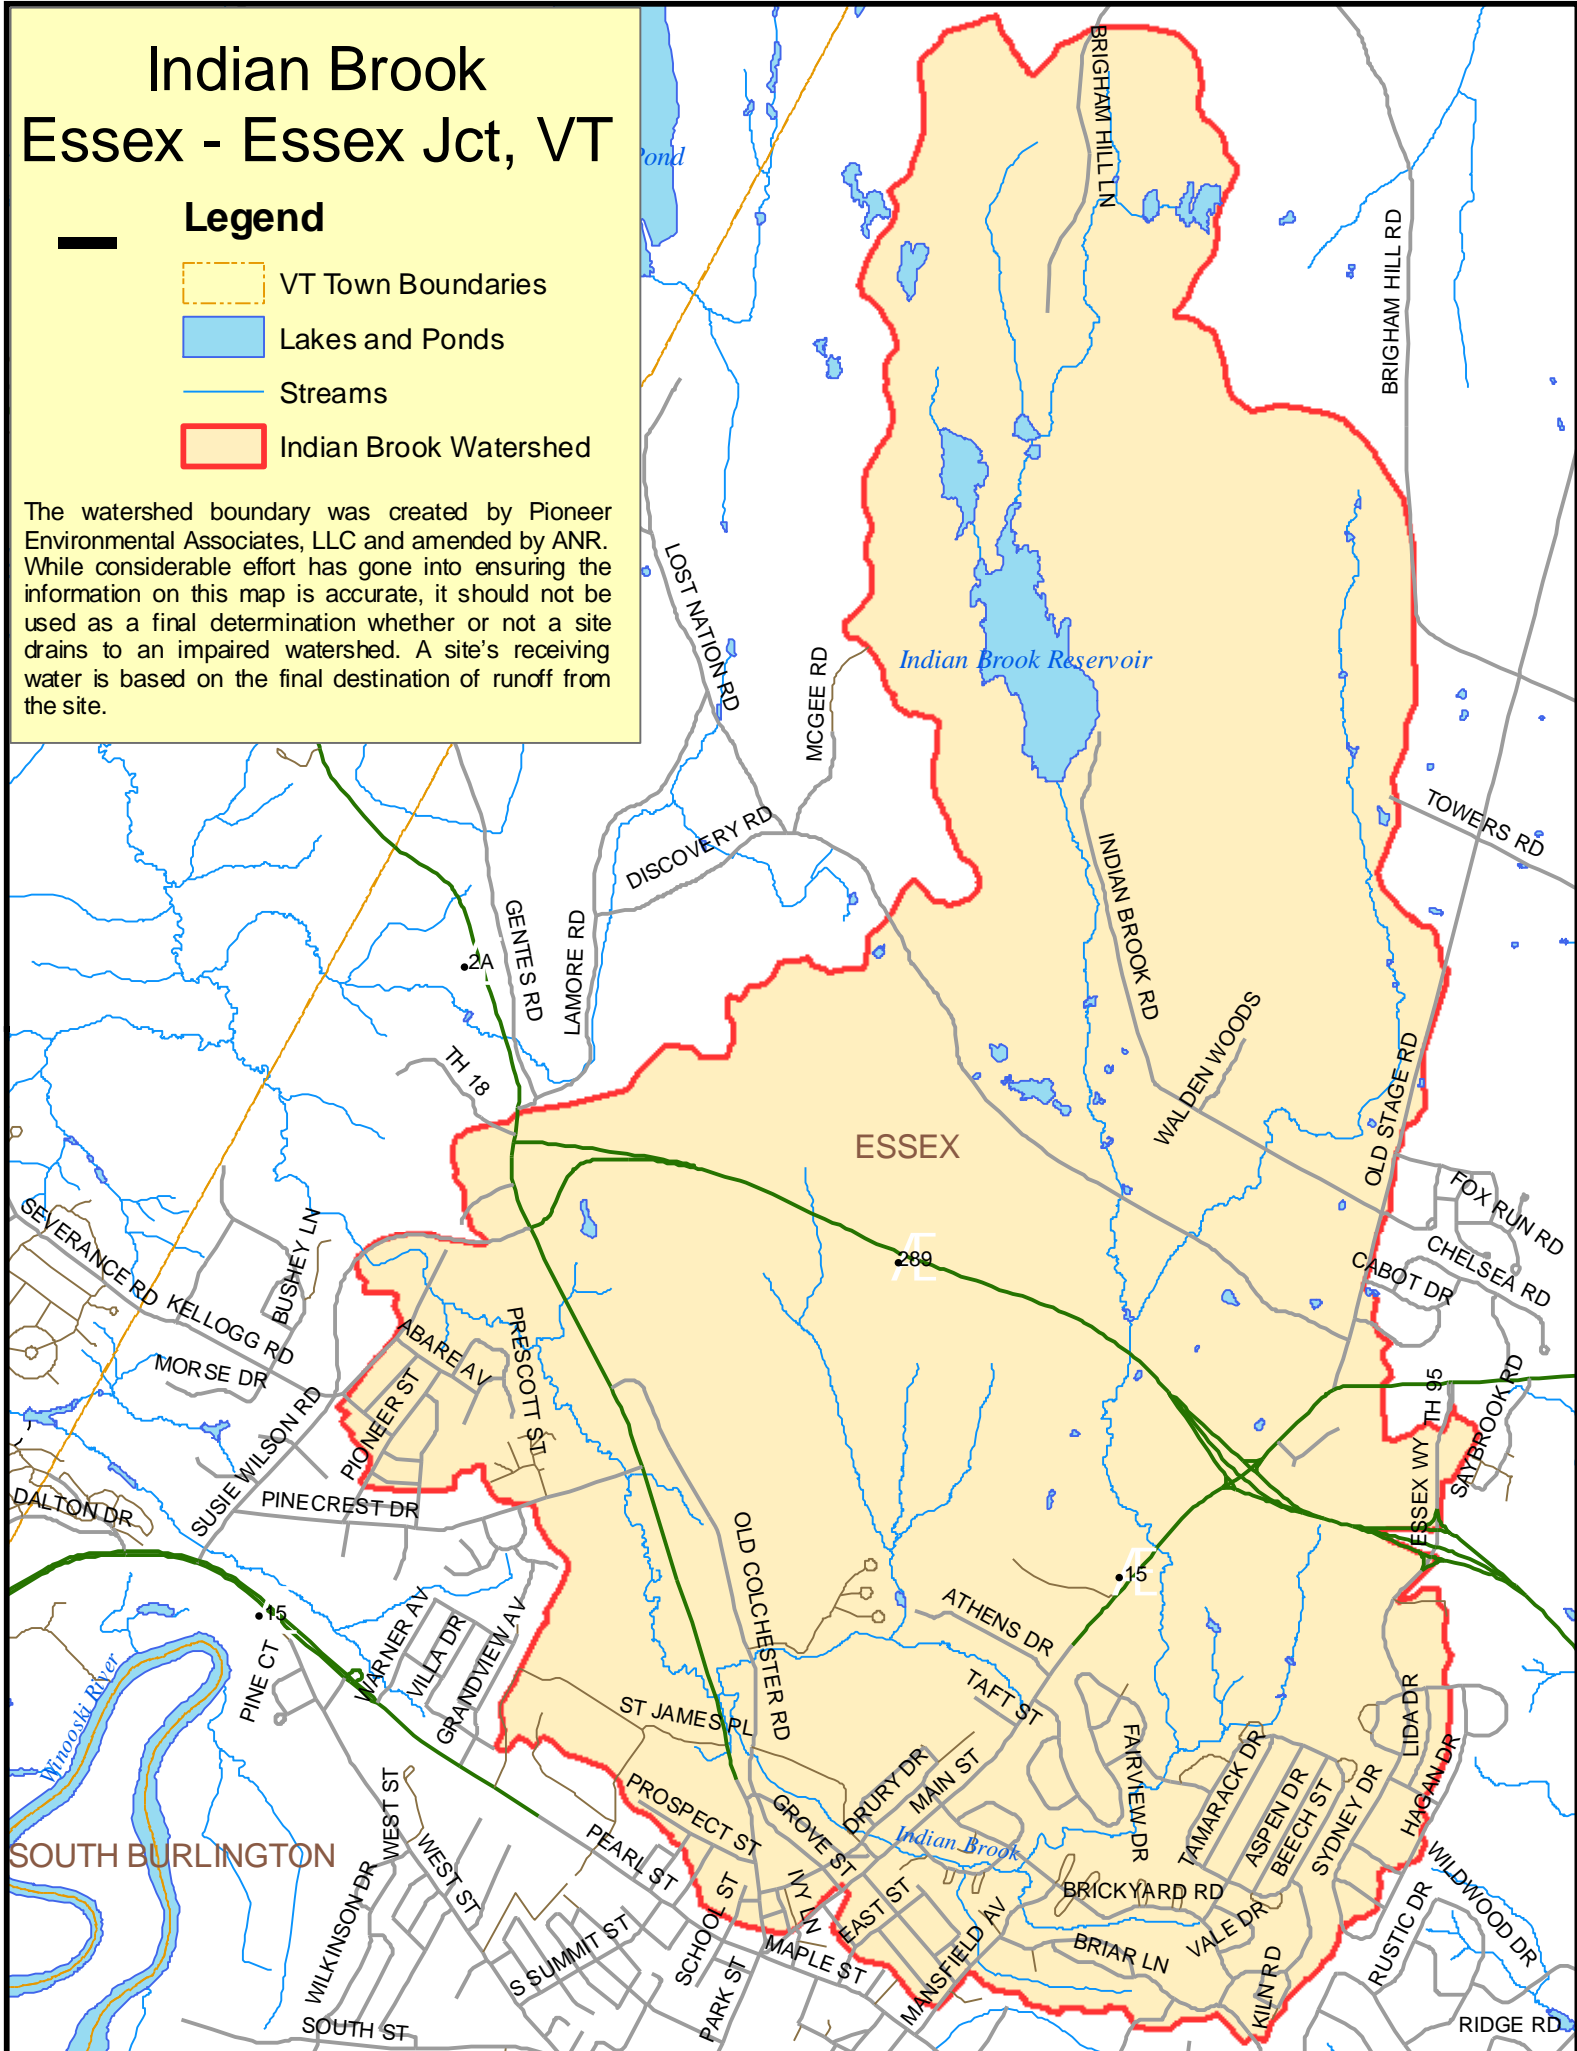 Indian Brook
Essex - Essex Jct, VT
Legend
VT Town Boundaries
Lakes and Ponds
Streams
Indian Brook Watershed
The watershed boundary was created by Pioneer
Environmental Associates, LLC and amended by ANR.
While considerable effort has gone into ensuring the
information on this map is accurate, it should not be
used as a final determination whether or not a site
drains to an impaired watershed. A site's receiving
water is based on the final destination of runoff from
the site.
Pond
BRIGHAM HILL LN
BRIGHAM HILL RD
LOST NATION RD
MCGEE RD
Indian Brook Reservoir
DISCOVERY RD
TOWERS RD
INDIAN BROOK RD
GENTES RD
LAMORE RD
2A
TH 18
WALDEN WOODS
OLD STAGE RD
ESSEX
FOX RUN RD
CHELSEA RD
CABOT DR
SEVERANCE RD
BUSHEY LN
KELLOGG RD
MORSE DR
Æ
289
ABARE AV
PRESCOTT ST
PIONEER ST
SUSIE WILSON RD
TH 95
SAYBROOK RD
ESSEX WY
DALTON DR
PINECREST DR
OLD COLCHESTER RD
Æ
15
15
ATHENS DR
TAFT ST
WARNER AV
VILLA DR
GRANDVIEW AV
PINE CT
Winooski River
ST JAMES PL
LIDA DR
HAGAN DR
FAIRVIEW DR
TAMARACK DR
ASPEN DR
BEECH ST
SYDNEY DR
DRURY DR
MAIN ST
PROSPECT ST
GROVE ST
Indian Brook
PEARL ST
WEST ST
WEST ST
SOUTH BURLINGTON
WILKINSON DR
S SUMMIT ST
SCHOOL ST
IVY LN
EAST ST
MAPLE ST
PARK ST
MANSFIELD AV
BRICKYARD RD
BRIAR LN
VALE DR
KILN RD
RUSTIC DR
WILDWOOD DR
SOUTH ST
RIDGE RD